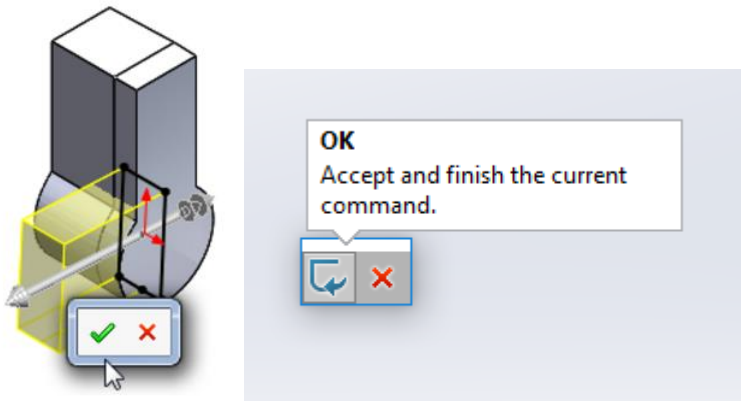 OK
Accept and finish the current
command.